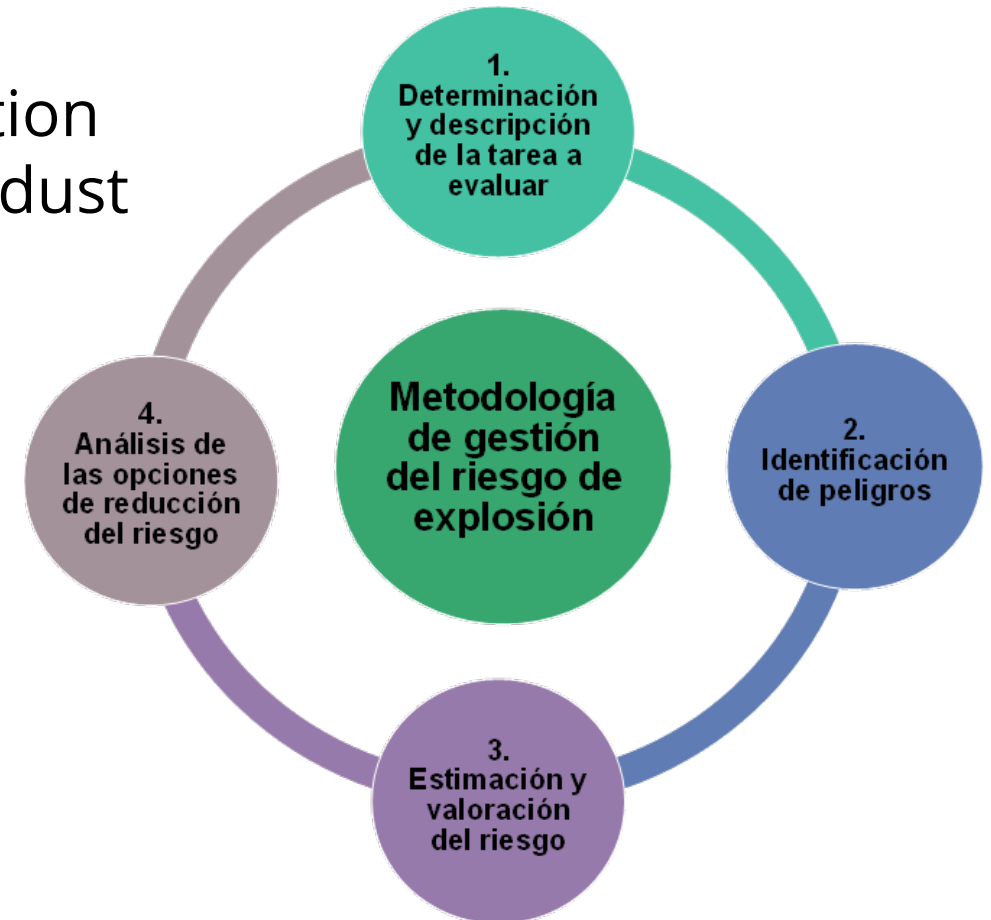 tion
dust
1.
Determinación
y descripción
de la tarea a
evaluar
2.
Identificación
de peligros
3.
Estimación y
valoración
del riesgo
4.
Análisis de
las opciones
de reducción
del riesgo
Metodología
de gestión
del riesgo de
explosión